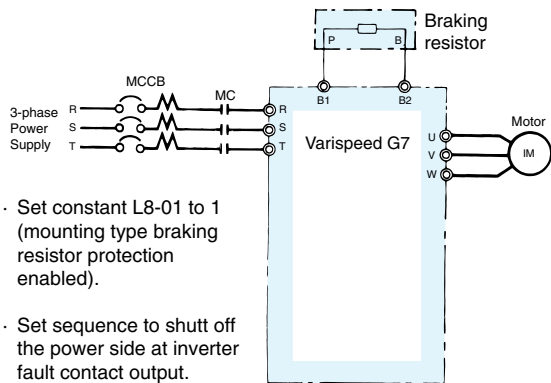 Braking
resistor
P B
B1 B2
MCCB MC
3-phase
Power
Supply
R
S
T
R
S
T
Varispeed G7
U
V
W
Motor
IM
· Set constant L8-01 to 1
(mounting type braking
resistor protection
enabled).
· Set sequence to shutt off
the power side at inverter
fault contact output.